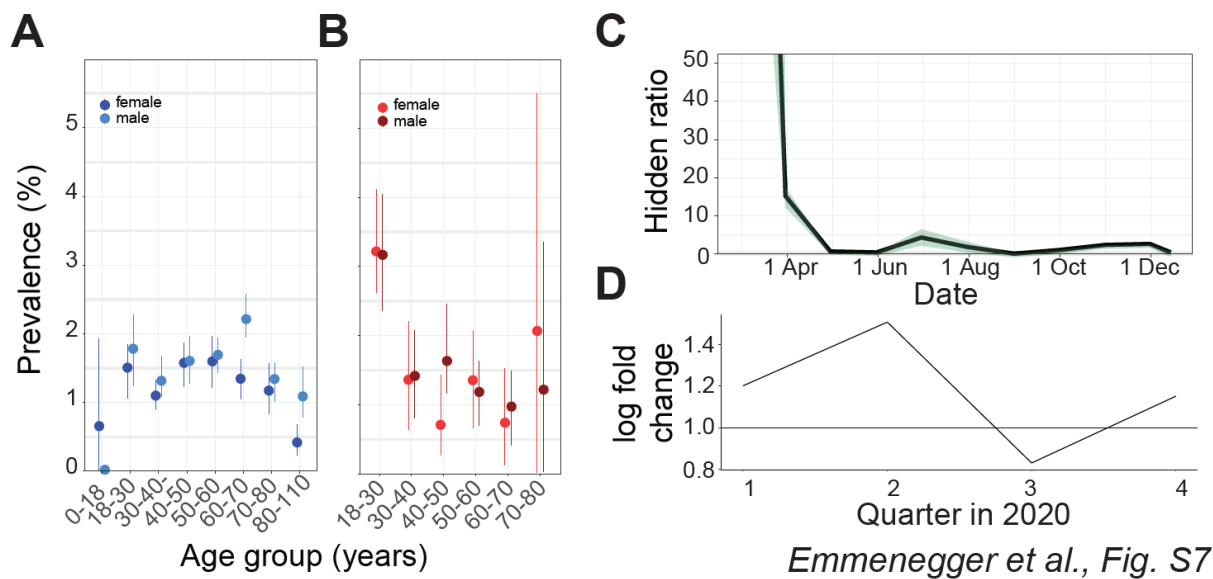 A
B
C
D
Prevalence (%)
5
4
3
2
1
0
female
male
female
male
0-18
18-30
30-40-
40-50
50-60
60-70
70-80
80-110
18-30
30-40
40-50
50-60
60-70
70-80
Age group (years)
Hidden ratio
50
40
30
20
10
0
1 Apr
1 Jun
1 Aug
1 Oct
1 Dec
Date
log fold
change
1.4
1.2
1.0
0.8
1
2
3
4
Quarter in 2020
Emmenegger et al., Fig. S7